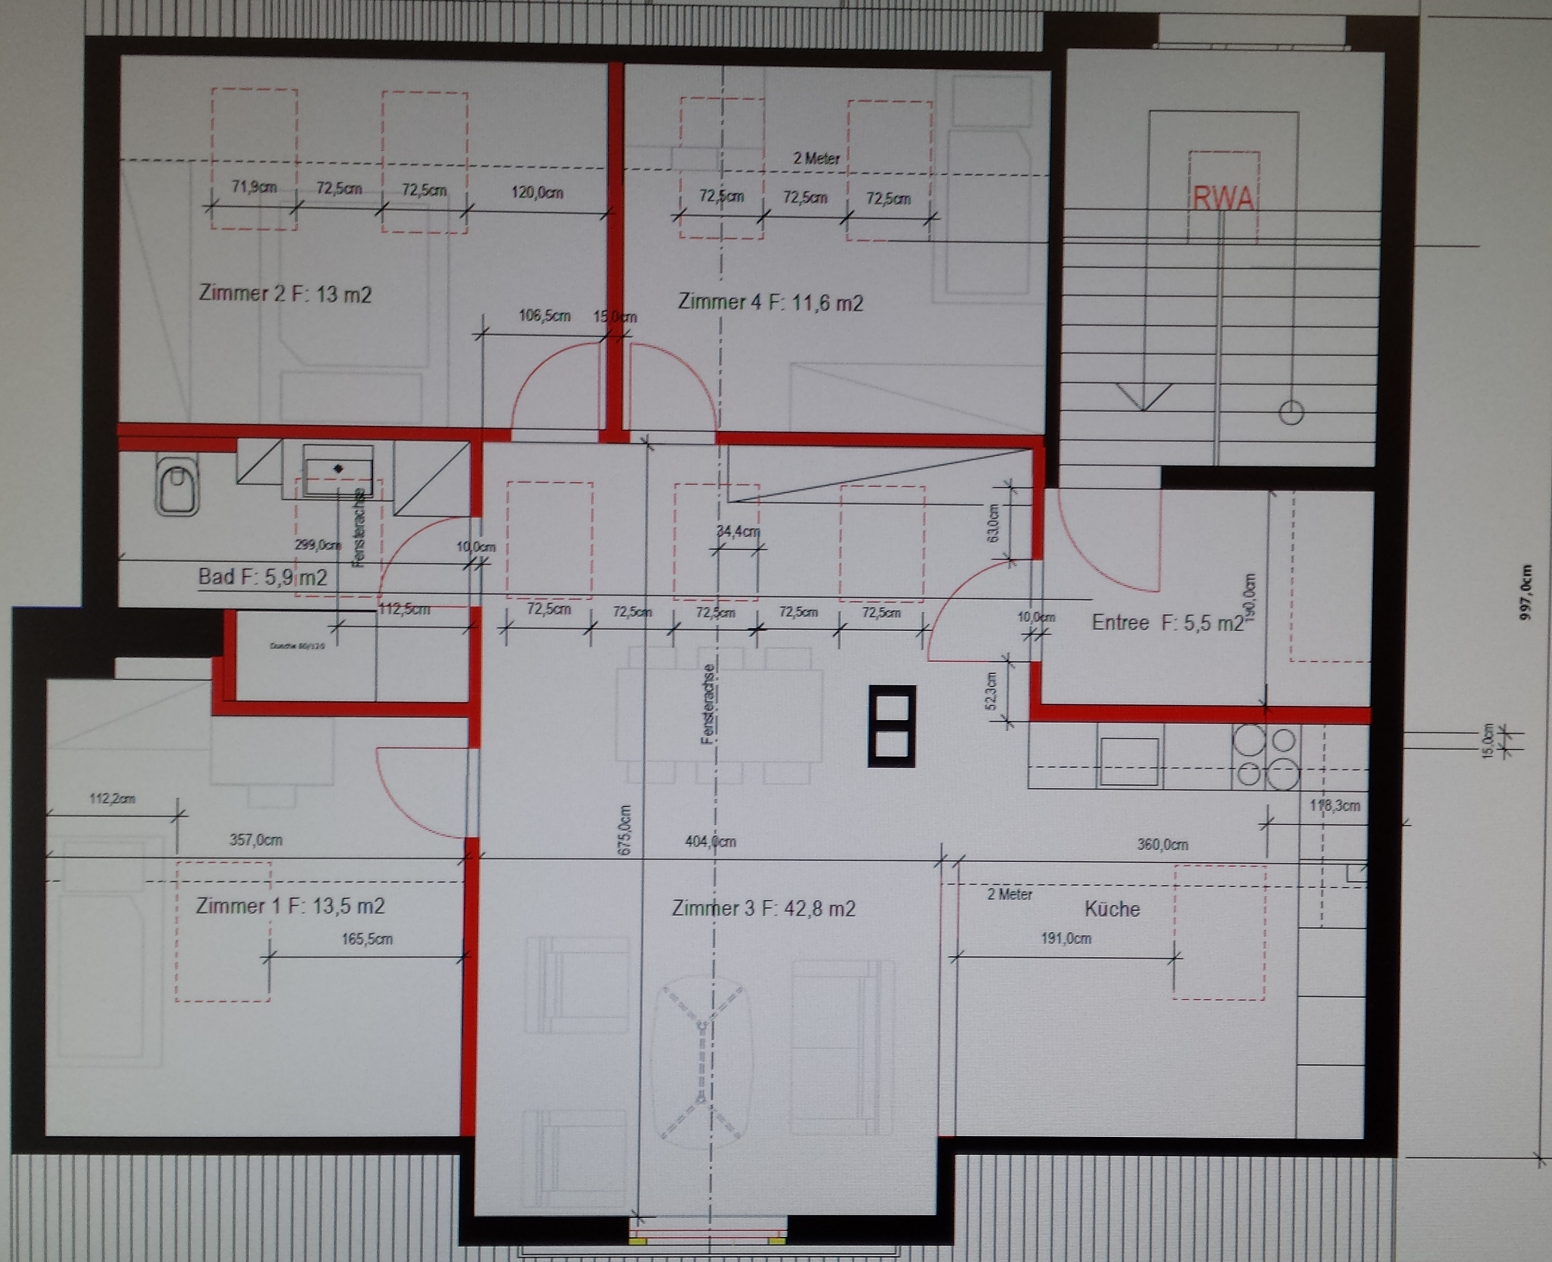 2 Meter
71,9cm 72,5cm 72,5cm 120,0cm 72,5cm 72,5cm 72,5cm
RWA
Zimmer 2 F: 13 m2
Zimmer 4 F: 11,6 m2
106,5cm 15,0cm
Fensterachse
34,4cm
63,0cm
299,0cm 10,0cm
Bad F: 5,9 m2
112,5cm 72,5cm 72,5cm 72,5cm 72,5cm 72,5cm
10,0cm
Entree F: 5,5 m2
190,0cm
997,0cm
Dusche 80/120
52,3cm
Fensterachse
15,0cm
112,2cm
118,3cm
357,0cm
675,0cm
404,0cm
360,0cm
2 Meter
Zimmer 1 F: 13,5 m2
Zimmer 3 F: 42,8 m2
Küche
165,5cm
191,0cm